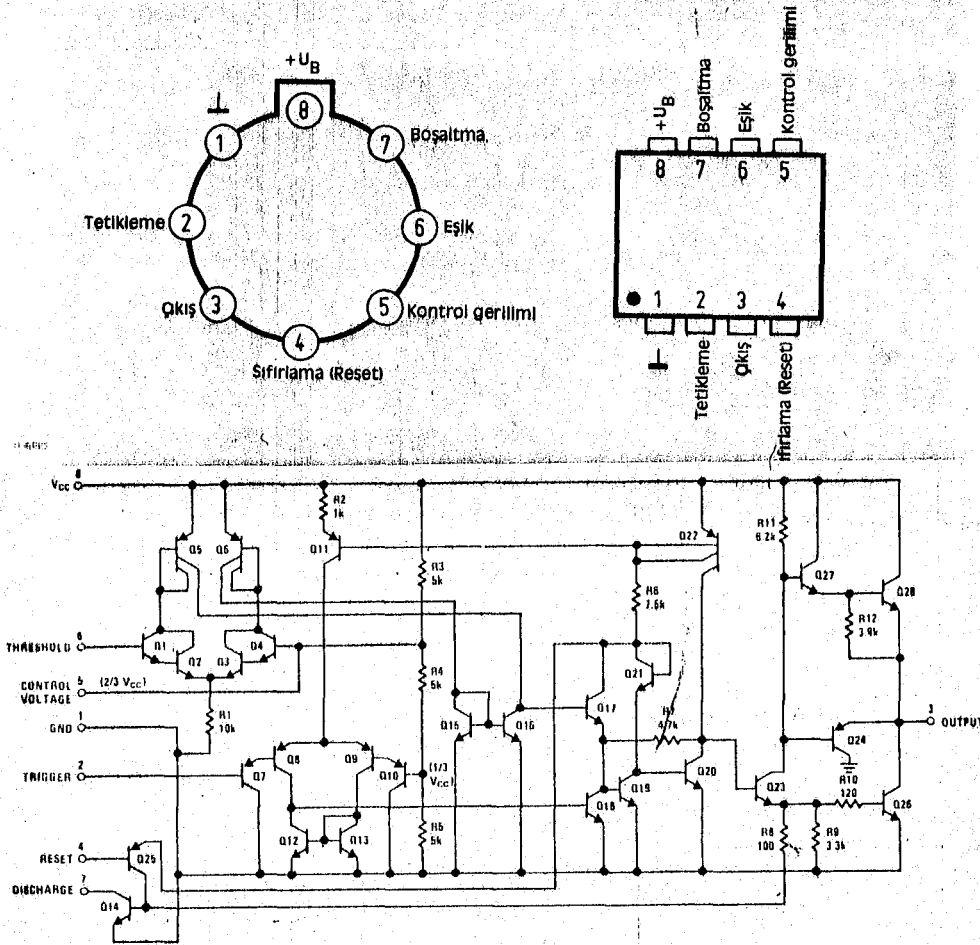 +UB
8
1
7
Boşaltma
Tetikleme
2
6
Eşik
Çıkış
3
5
Kontrol gerilimi
4
Sıfırlama (Reset)
+UB
Boşaltma
Eşik
Kontrol gerilimi
8 7 6 5
1 2 3 4
Tetikleme
Çıkış
ıfırlama (Reset)
8
VCC
R2
1k
R11
6.2k
Q5
Q6
Q11
Q22
Q27
Q28
R3
5k
R6
7.5k
R12
3.9k
6
THRESHOLD
Q1
Q2
Q3
Q4
5
CONTROL
VOLTAGE
(2/3 VCC)
R4
5k
Q21
Q17
R7
4.7k
1
GND
R1
10k
Q15
Q16
3
OUTPUT
Q24
2
TRIGGER
Q7
Q8
Q9
Q10
(1/3
VCC)
Q18
Q19
Q20
Q23
R10
120
Q26
Q12
Q13
R5
5k
R8
100
R9
3.3k
4
RESET
Q25
7
DISCHARGE
Q14